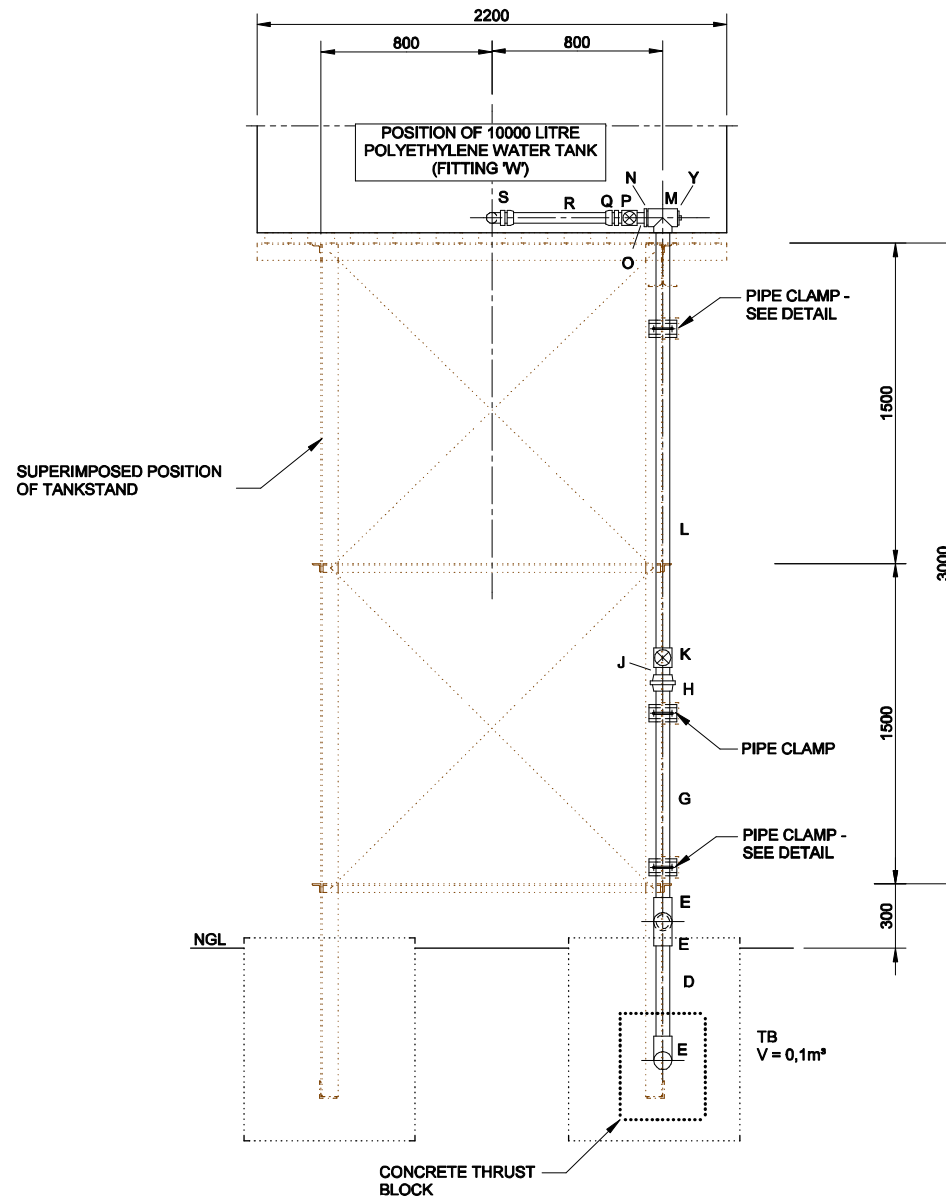 2200
800
800
POSITION OF 10000 LITRE
POLYETHYLENE WATER TANK
(FITTING 'W')
N
M
Y
S
R
Q
P
O
PIPE CLAMP -
SEE DETAIL
1500
SUPERIMPOSED POSITION
OF TANKSTAND
L
3000
K
J
H
PIPE CLAMP
1500
G
PIPE CLAMP -
SEE DETAIL
E
300
NGL
E
D
TB
V = 0,1m³
E
CONCRETE THRUST
BLOCK